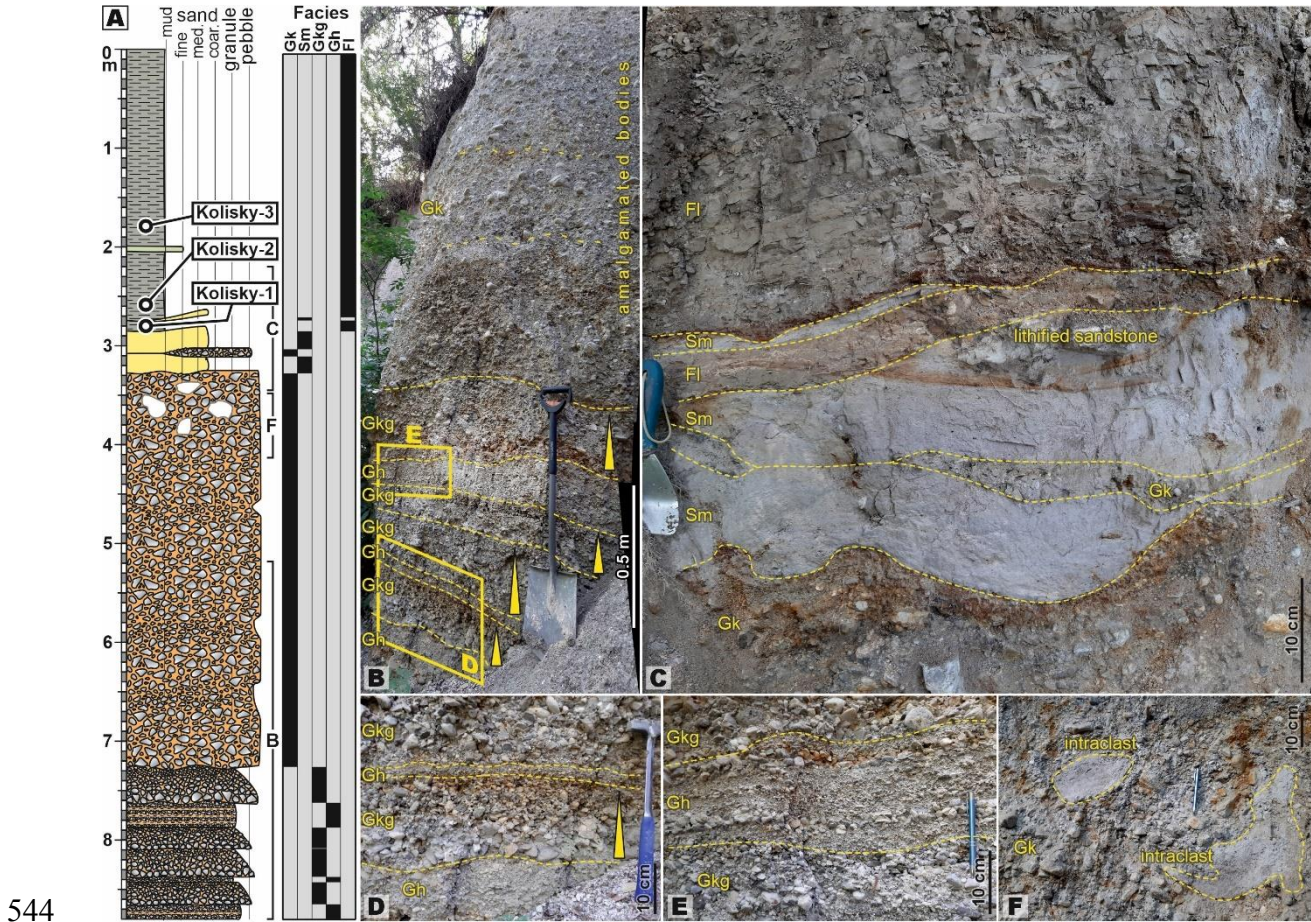 A
mud
fine sand
med.
coar.
granule
pebble
Facies
Gk
Sm
Gkg
Gh
Fl
0
m
1
2
3
4
5
6
7
8
Kolisky-3
Kolisky-2
Kolisky-1
C
F
B
amalgamated bodies
Gk
Gkg
E
Gh
Gkg
Gkg
Gh
Gkg
Gh
D
0.5 m
B
Fl
Sm
lithified sandstone
Fl
Sm
Gk
Sm
Gk
10 cm
C
Gkg
Gh
Gkg
Gh
10 cm
D
Gkg
Gh
Gkg
10 cm
E
intraclast
10 cm
Gk
intraclast
F
544